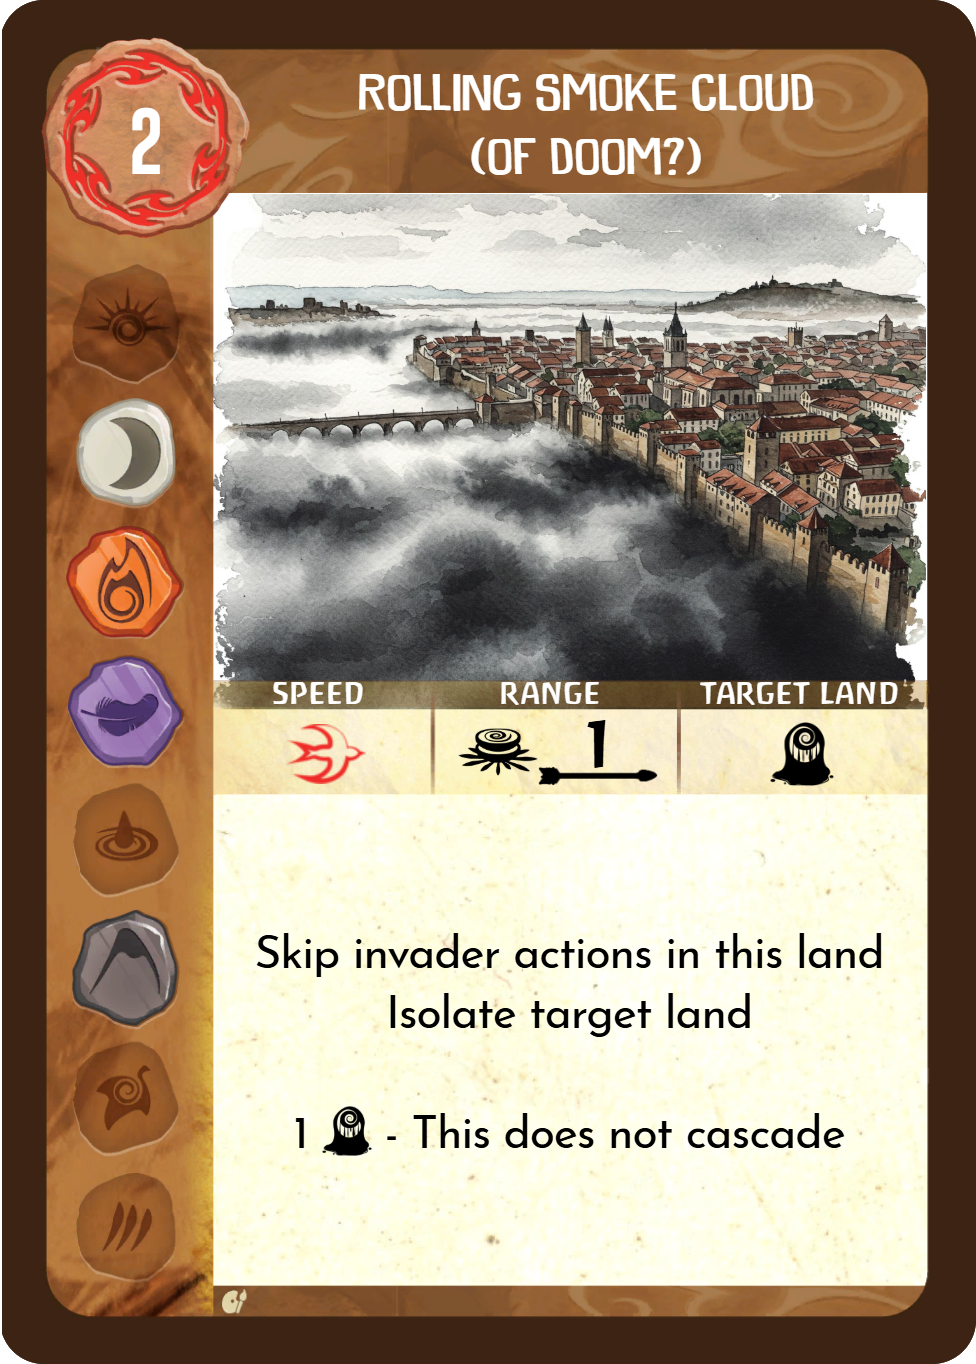 2
ROLLING SMOKE CLOUD
(OF DOOM?)
SPEED RANGE TARGET LAND
1
Skip invader actions in this land
Isolate target land
1 - This does not cascade